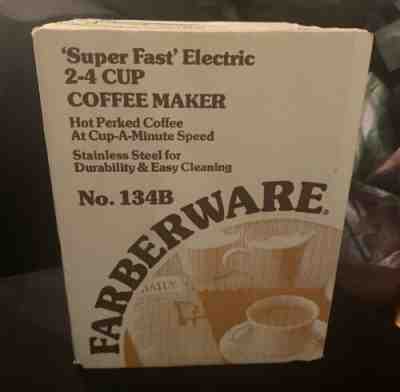 'Super Fast' Electric
2-4 CUP
COFFEE MAKER
Hot Perked Coffee
At Cup-A-Minute Speed
Stainless Steel for
Durability & Easy Cleaning
No. 134B
FARBERWARE®
DAILY